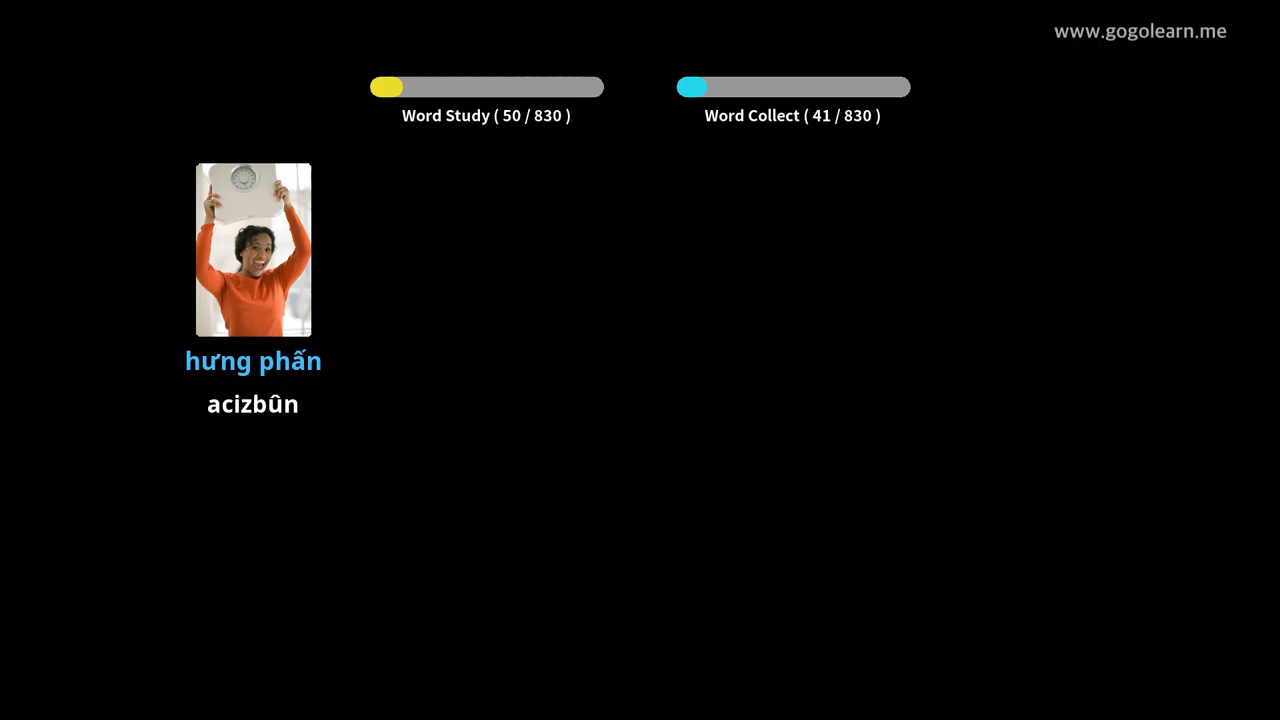 www.gogolearn.me
Word Study ( 50 / 830 )
Word Collect ( 41 / 830 )
hưng phấn
acizbûn